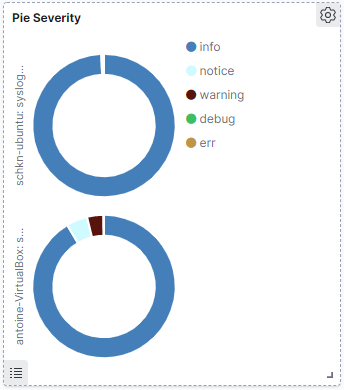 Pie Severity
schkn-ubuntu: syslog...
info
notice
warning
debug
err
antoine-VirtualBox: s...